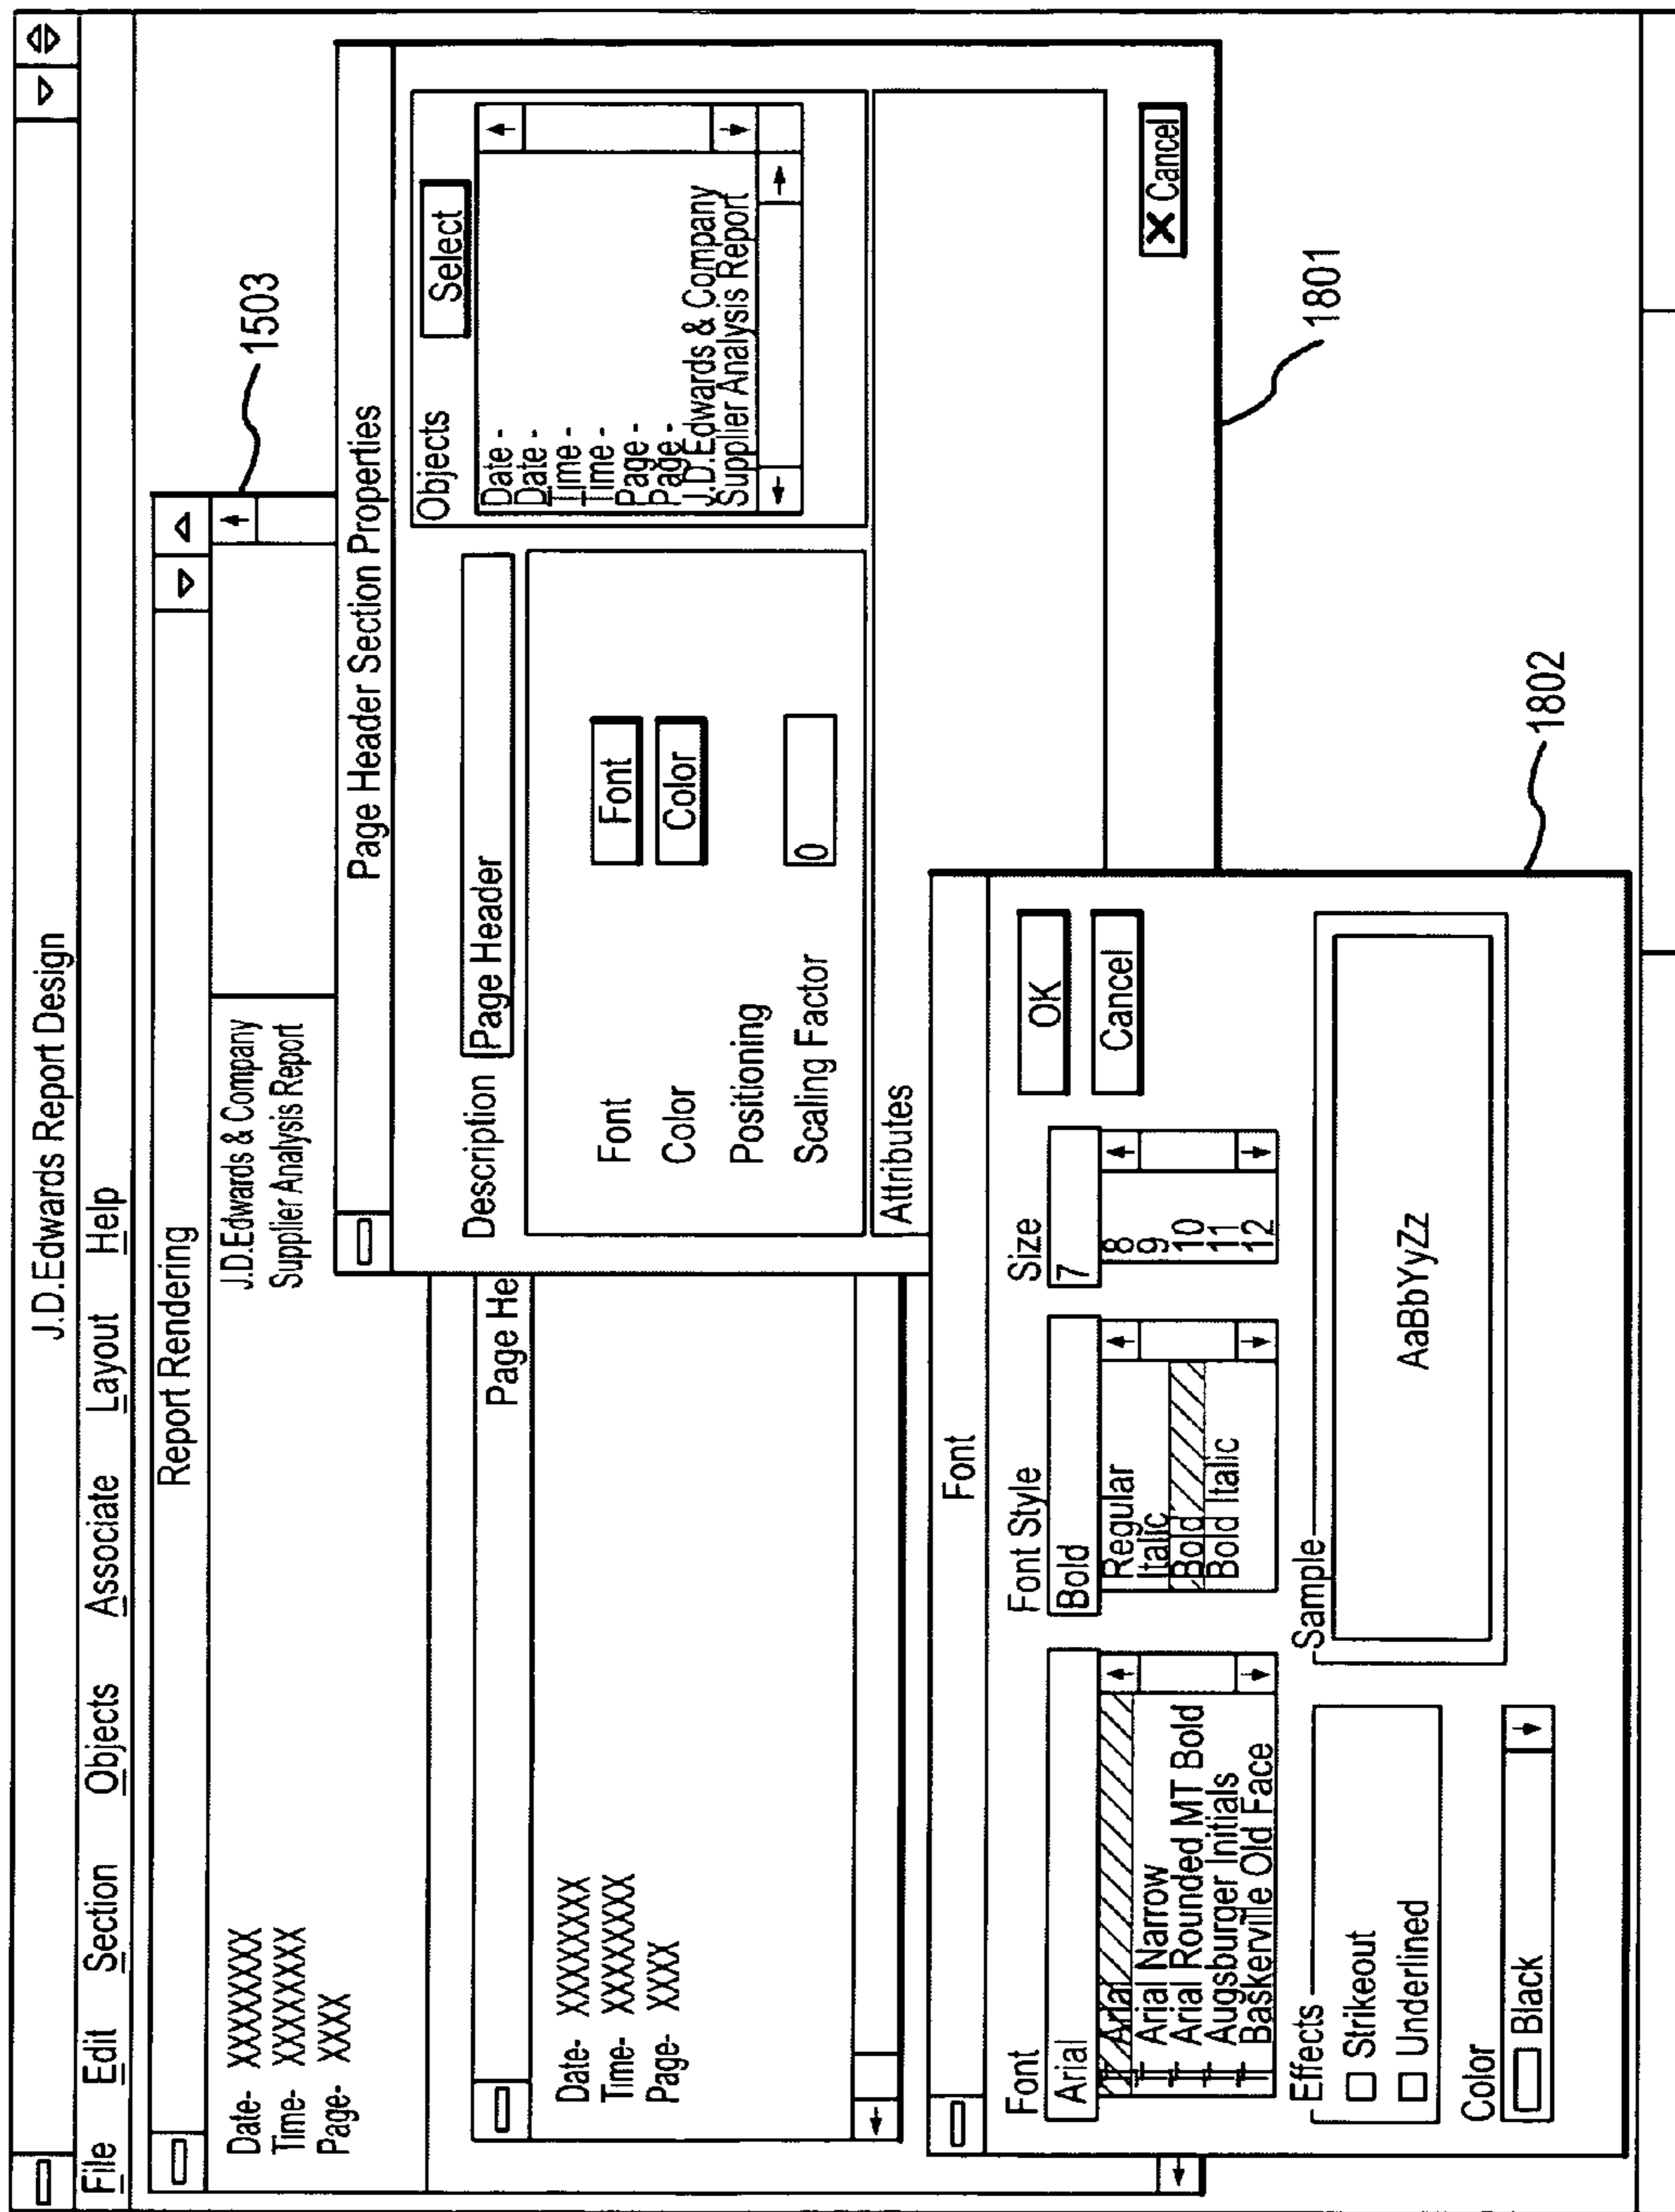 J.D.Edwards Report Design
File Edit Section Objects Associate Layout Help
Report Rendering
Date- XXXXXXXX
Time- XXXXXXXX
Page- XXXX
J.D.Edwards & Company
Supplier Analysis Report
1503
Page He
Date- XXXXXXXX
Time- XXXXXXXX
Page- XXXX
Page Header Section Properties
Description Page Header
Font Font
Color Color
Positioning
Scaling Factor 0
Objects Select
Date -
Date -
Time -
Time -
Page -
Page -
J.D.Edwards & Company
Supplier Analysis Report
Attributes
X Cancel
1801
Font
Font
Arial
Arial
Arial Narrow
Arial Rounded MT Bold
Augsburger Initials
Baskerville Old Face
Font Style
Bold
Regular
Italic
Bold
Bold Italic
Size
7
8
9
10
11
12
OK
Cancel
Effects
Strikeout
Underlined
Color
Black
Sample
AaBbYyZz
1802